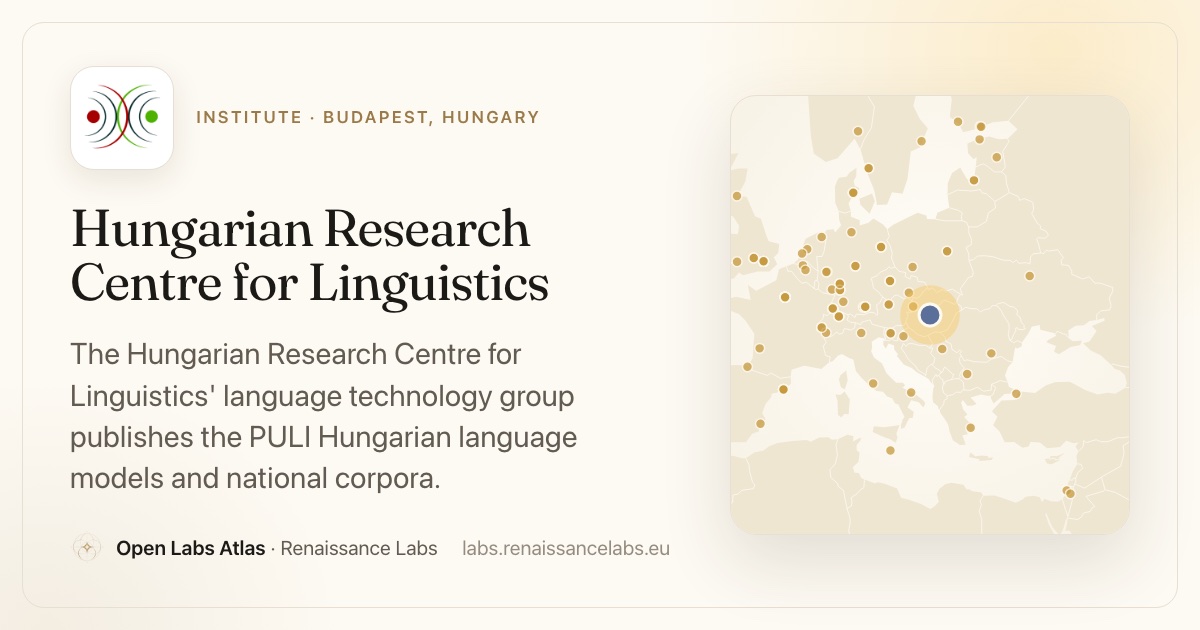 INSTITUTE · BUDAPEST, HUNGARY
Hungarian Research
Centre for Linguistics
The Hungarian Research Centre for
Linguistics' language technology group
publishes the PULI Hungarian language
models and national corpora.
Open Labs Atlas · Renaissance Labs labs.renaissancelabs.eu